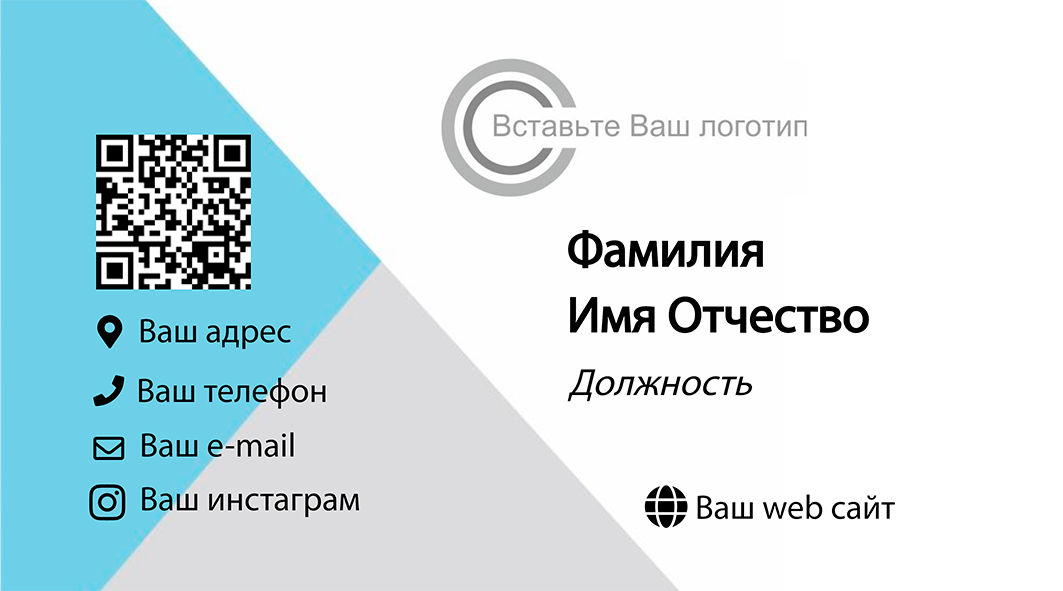 Вставьте Ваш логотип
Фамилия
Имя Отчество
Должность
Ваш адрес
Ваш телефон
Ваш e-mail
Ваш инстаграм
Ваш web сайт